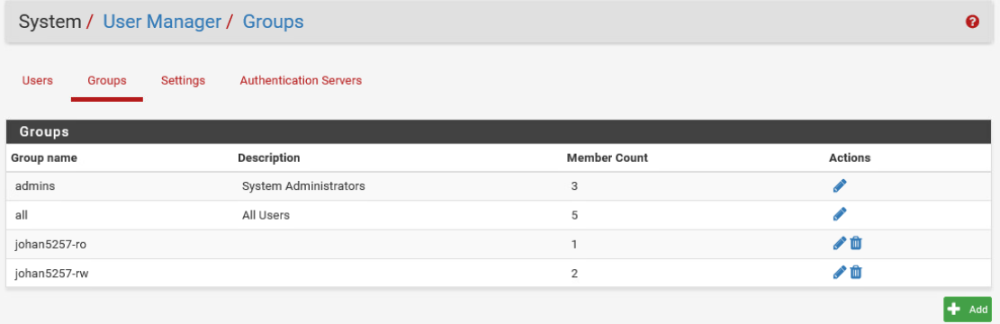 System / User Manager / Groups
Users Groups Settings Authentication Servers
Groups
Group name Description Member Count Actions
admins System Administrators 3
all All Users 5
johan5257-ro 1
johan5257-rw 2
Add